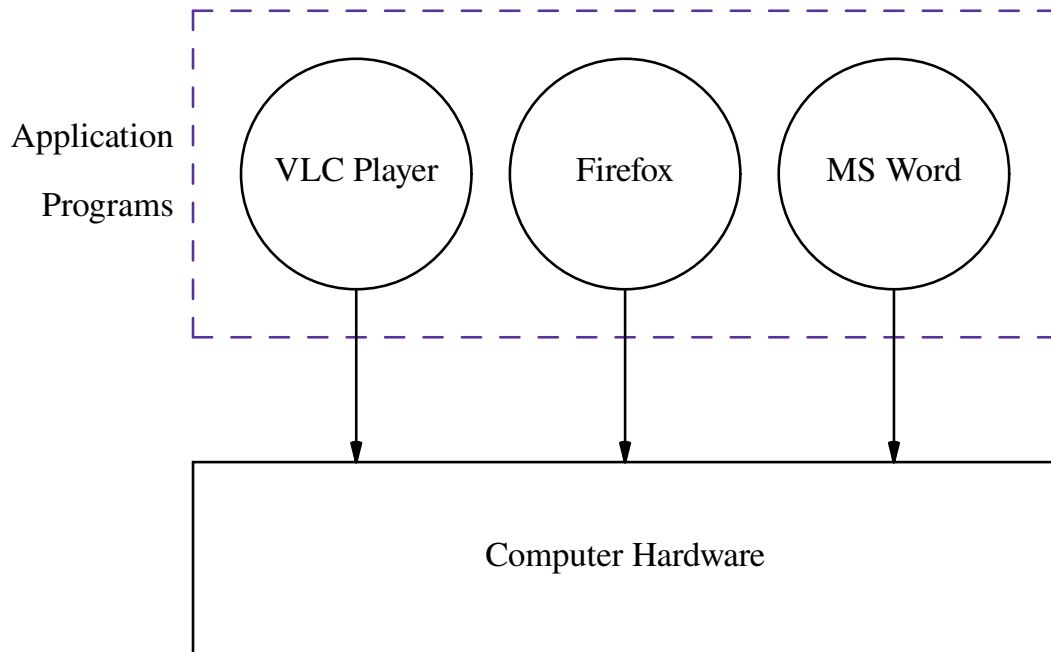 Application
Programs
VLC Player
Firefox
MS Word
Computer Hardware